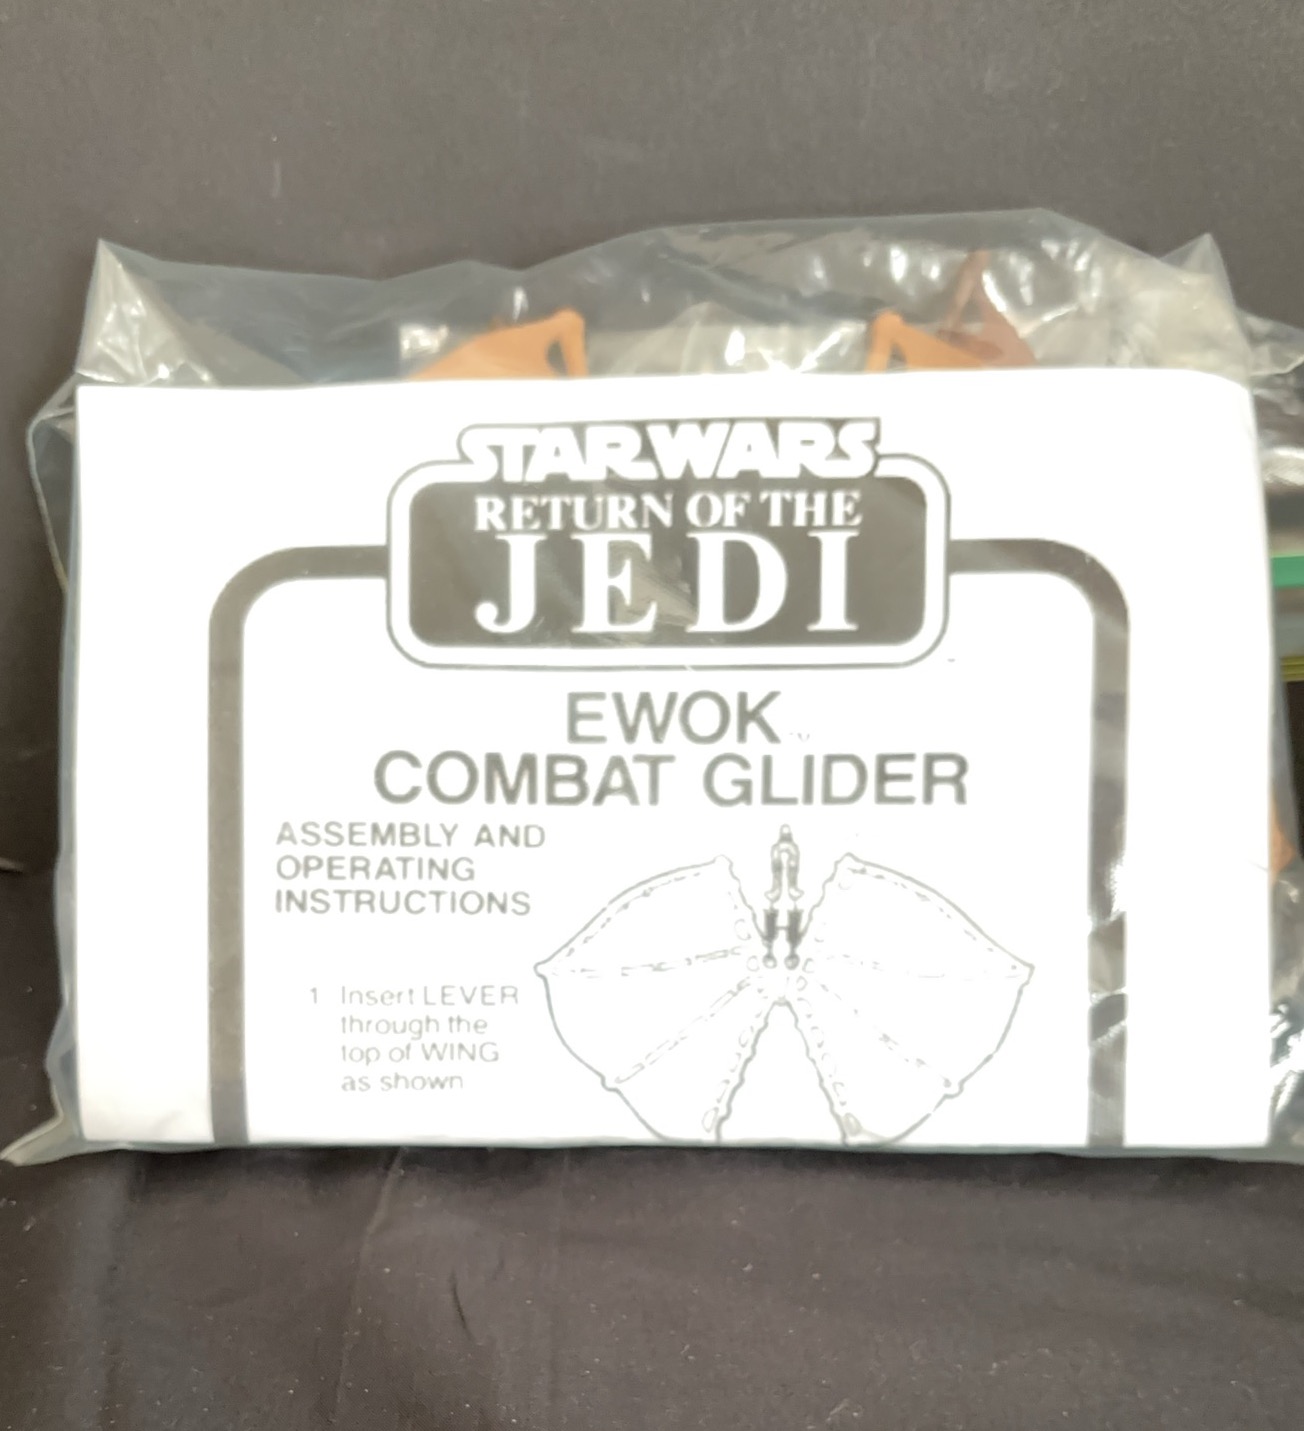 STAR WARS
RETURN OF THE
JEDI
EWOK
COMBAT GLIDER
ASSEMBLY AND
OPERATING
INSTRUCTIONS
1 Insert LEVER
through the
top of WING
as shown